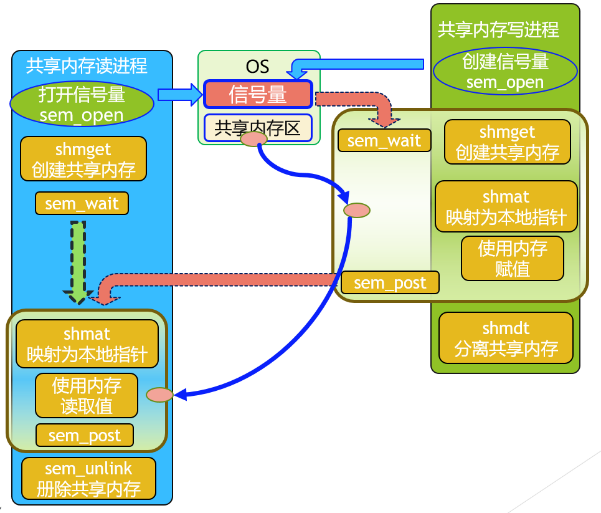 共享内存读进程
打开信号量
sem_open
shmget
创建共享内存
sem_wait
shmat
映射为本地指针
使用内存
读取值
sem_post
sem_unlink
册除共享内存
OS
信号量
共享内存区
共享内存写进程
创建信号量
sem_open
sem_wait
shmget
创建共享内存
shmat
映射为本地指针
使用内存
赋值
sem_post
shmdt
分离共享内存